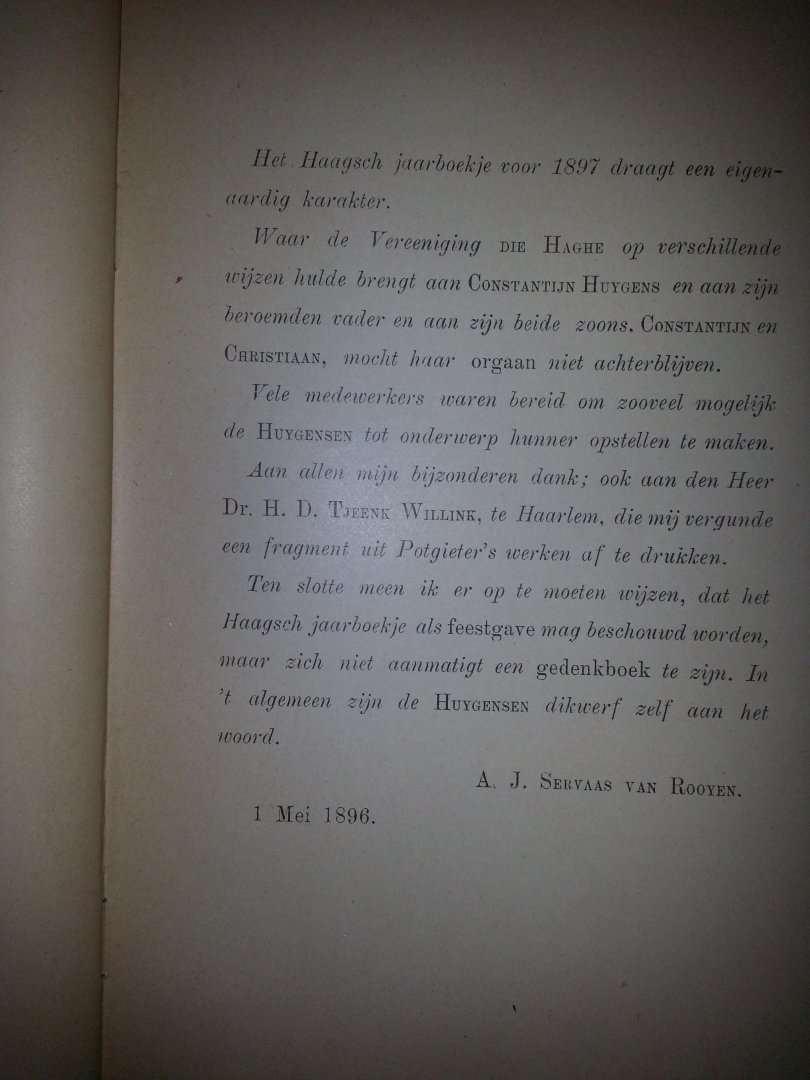 Het Haagsch jaarboekje voor 1897 draagt een eigen-
aardig karakter.
Waar de Vereeniging DIE HAGHE op verschillende
wijzen hulde brengt aan CONSTANTIJN HUYGENS en aan zijn
beroemden vader en aan zijn beide zoons, CONSTANTIJN en
CHRISTIAAN, mocht haar orgaan niet achterblijven.
Vele medewerkers waren bereid om zooveel mogelijk
de HUYGENSEN tot onderwerp hunner opstellen te maken.
Aan allen mijn bijzonderen dank; ook aan den Heer
Dr. H. D. TJEENK WILLINK, te Haarlem, die mij vergunde
een fragment uit Potgieter's werken af te drukken.
Ten slotte meen ik er op te moeten wijzen, dat het
Haagsch jaarboekje als feestgave mag beschouwd worden,
maar zich niet aanmatigt een gedenkboek te zijn. In
't algemeen zijn de HUYGENSEN dikwerf zelf aan het
woord.
A. J. SERVAAS VAN ROOYEN.
1 Mei 1896.